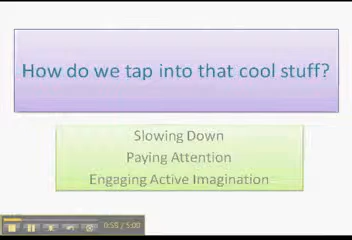 How do we tap into that cool stuff?
Slowing Down
Paying Attention
Engaging Active Imagination
0:55 / 5:00